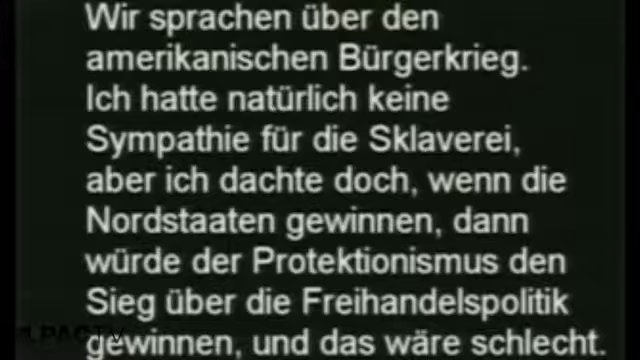 Wir sprachen über den
amerikanischen Bürgerkrieg.
Ich hatte natürlich keine
Sympathie für die Sklaverei,
aber ich dachte doch, wenn die
Nordstaaten gewinnen, dann
würde der Protektionismus den
Sieg über die Freihandelspolitik
gewinnen, und das wäre schlecht.
LPACTV